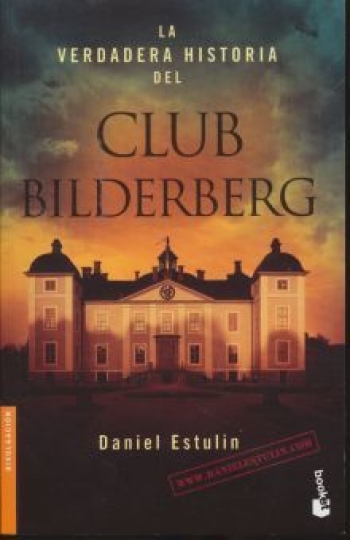 LA
VERDADERA HISTORIA
DEL
CLUB
BILDERBERG
Daniel Estulin
WWW.DANIELESTULIN.COM
DIVULGACIÓN
booket